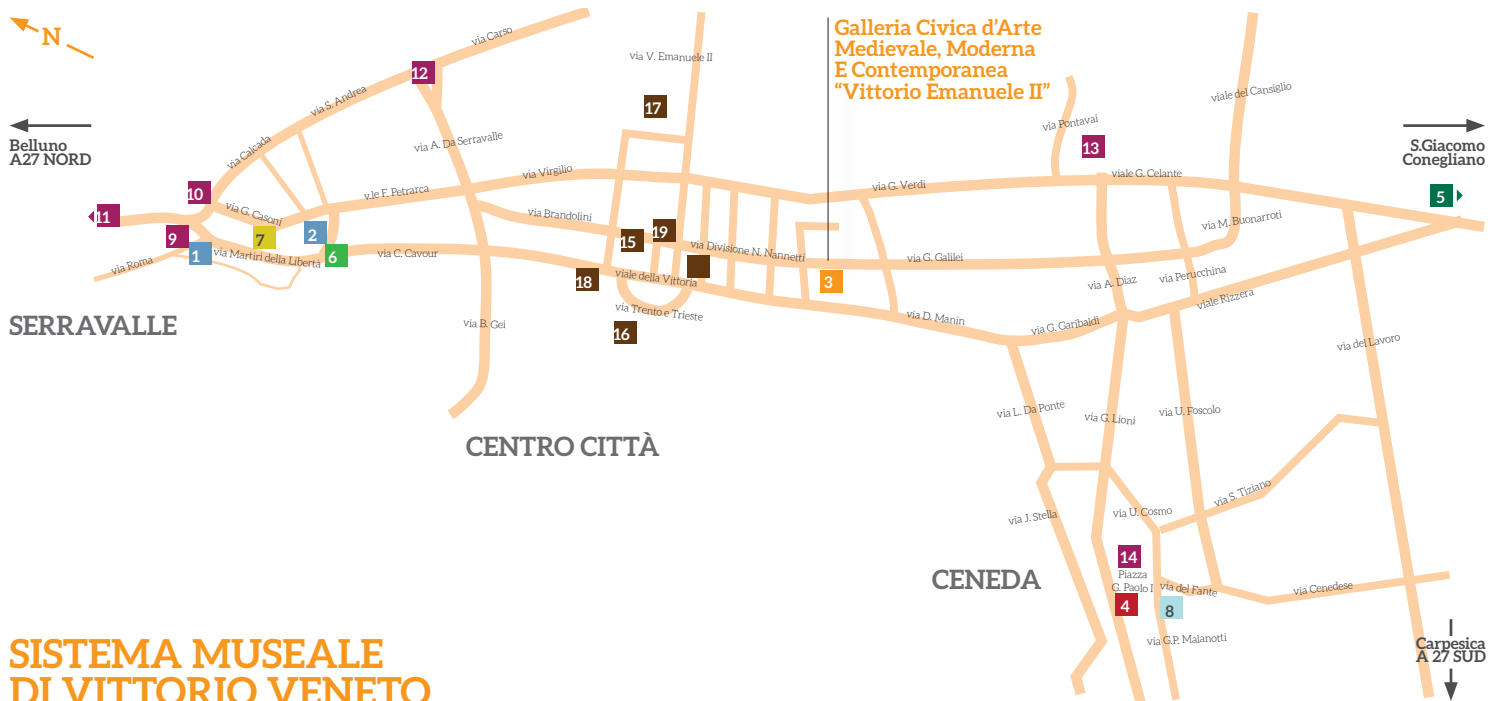 N
Belluno
A27 NORD
S.Giacomo
Conegliano
Galleria Civica d'Arte
Medievale, Moderna
E Contemporanea
“Vittorio Emanuele II”
via Carso
via V. Emanuele II
12
17
via S. Andrea
viale del Cansiglio
via Pontavai
13
via Calcada
via A. Da Serravalle
via Virgilio
viale G. Celante
via G. Verdi
v.le F. Petrarca
10
5
11
via G. Casoni
via Brandolini
via M. Buonarroti
9
7
2
15
19
1
via Martiri della Libertà
6
via C. Cavour
via Divisione N. Nannetti
via G. Galilei
via Roma
18
viale della Vittoria
3
via A. Diaz
via Perucchina
viale Rizzera
via Trento e Trieste
via D. Manin
via G. Garibaldi
SERRAVALLE
via B. Gei
16
via del Lavoro
via L. Da Ponte
via G. Lioni
via U. Foscolo
CENTRO CITTÀ
via S. Tiziano
via J. Stella
via U. Cosmo
14
CENEDA
Piazza
G. Paolo I
via del Fante
via Cenedese
4
8
via G.P. Malanotti
Carpesica
A 27 SUD
SISTEMA MUSEALE
DI VITTORIO VENETO